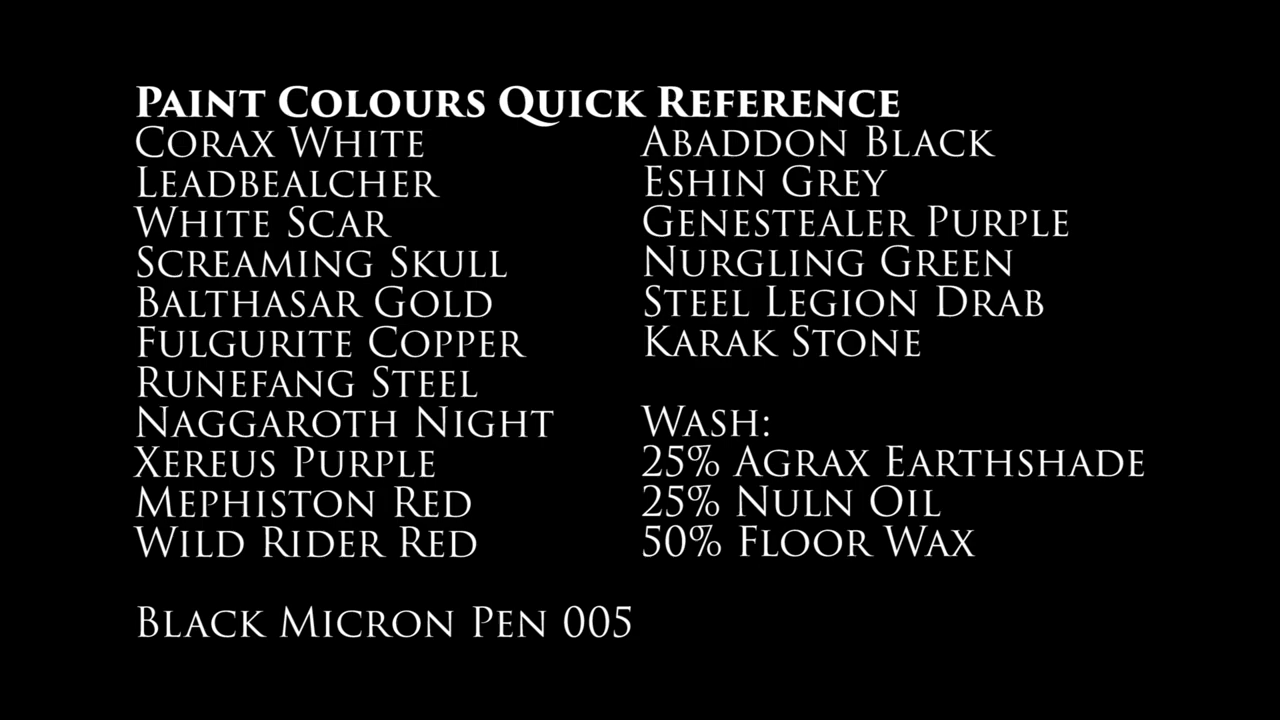 Paint Colours Quick Reference
Corax White
Leadbealcher
White Scar
Screaming Skull
Balthasar Gold
Fulgurite Copper
Runefang Steel
Naggaroth Night
Xereus Purple
Mephiston Red
Wild Rider Red
Black Micron Pen 005
Abaddon Black
Eshin Grey
Genestealer Purple
Nurgling Green
Steel Legion Drab
Karak Stone
Wash:
25% Agrax Earthshade
25% Nuln Oil
50% Floor Wax